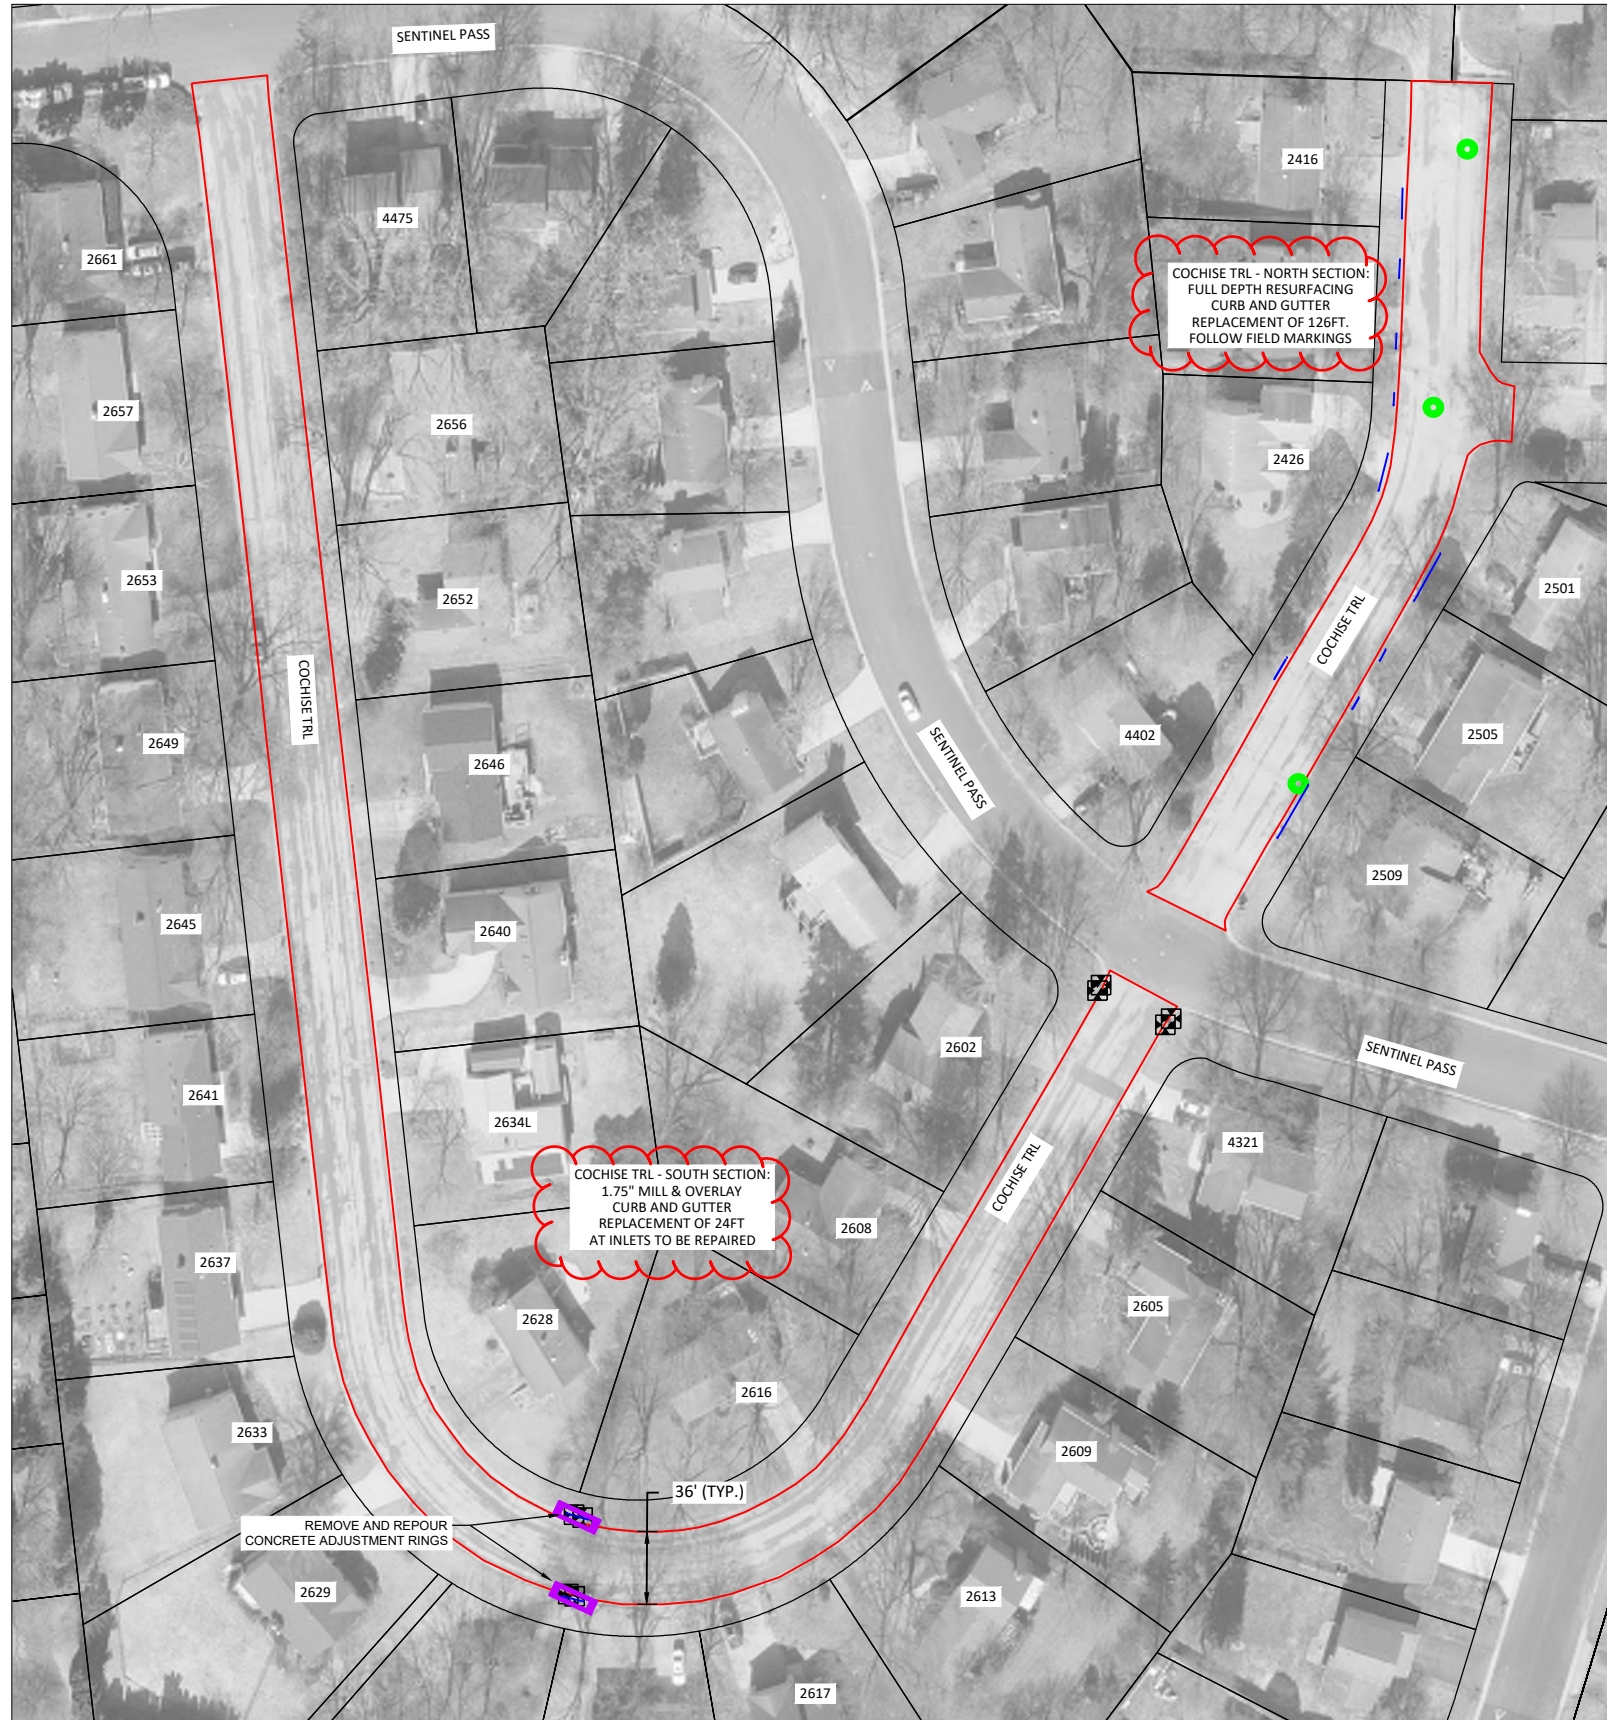 SENTINEL PASS
2416
4475
2661
COCHISE TRL - NORTH SECTION:
FULL DEPTH RESURFACING
CURB AND GUTTER
REPLACEMENT OF 126FT.
FOLLOW FIELD MARKINGS
2657
2656
2426
2653
2652
2501
COCHISE TRL
COCHISE TRL
2649
2646
SENTINEL PASS
4402
2505
2509
2645
2640
2602
SENTINEL PASS
2641
2634L
4321
COCHISE TRL
COCHISE TRL - SOUTH SECTION:
1.75" MILL & OVERLAY
CURB AND GUTTER
REPLACEMENT OF 24FT
AT INLETS TO BE REPAIRED
2608
2637
2628
2605
2616
2633
2609
36' (TYP.)
REMOVE AND REPOUR
CONCRETE ADJUSTMENT RINGS
2629
2613
2617